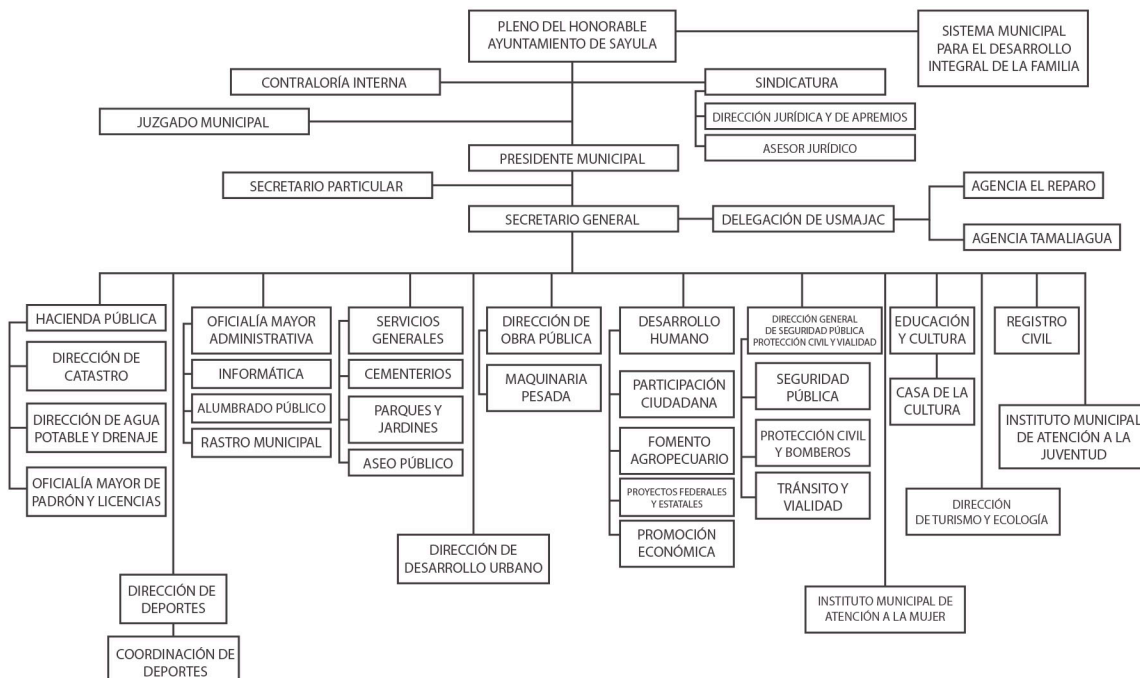 PLENO DEL HONORABLE
AYUNTAMIENTO DE SAYULA
SISTEMA MUNICIPAL
PARA EL DESARROLLO
INTEGRAL DE LA FAMILIA
CONTRALORÍA INTERNA
SINDICATURA
JUZGADO MUNICIPAL
DIRECCIÓN JURÍDICA Y DE APREMIOS
ASESOR JURÍDICO
PRESIDENTE MUNICIPAL
SECRETARIO PARTICULAR
SECRETARIO GENERAL
DELEGACIÓN DE USMAJAC
AGENCIA EL REPARO
AGENCIA TAMALIAGUA
HACIENDA PÚBLICA
DIRECCIÓN DE
CATASTRO
DIRECCIÓN DE AGUA
POTABLE Y DRENAJE
OFICIALÍA MAYOR DE
PADRÓN Y LICENCIAS
DIRECCIÓN DE
DEPORTES
COORDINACIÓN DE
DEPORTES
OFICIALÍA MAYOR
ADMINISTRATIVA
INFORMÁTICA
ALUMBRADO PÚBLICO
RASTRO MUNICIPAL
SERVICIOS
GENERALES
CEMENTERIOS
PARQUES Y
JARDINES
ASEO PÚBLICO
DIRECCIÓN DE
DESARROLLO URBANO
DIRECCIÓN DE
OBRA PÚBLICA
MAQUINARIA
PESADA
DESARROLLO
HUMANO
PARTICIPACIÓN
CIUDADANA
FOMENTO
AGROPECUARIO
PROYECTOS FEDERALES
Y ESTATALES
PROMOCIÓN
ECONÓMICA
DIRECCIÓN GENERAL
DE SEGURIDAD PÚBLICA
PROTECCIÓN CIVIL Y VIALIDAD
SEGURIDAD
PÚBLICA
PROTECCIÓN CIVIL
Y BOMBEROS
TRÁNSITO Y
VIALIDAD
INSTITUTO MUNICIPAL DE
ATENCIÓN A LA MUJER
EDUCACIÓN
Y CULTURA
CASA DE LA
CULTURA
DIRECCIÓN
DE TURISMO Y ECOLOGÍA
REGISTRO
CIVIL
INSTITUTO MUNICIPAL
DE ATENCIÓN A LA
JUVENTUD